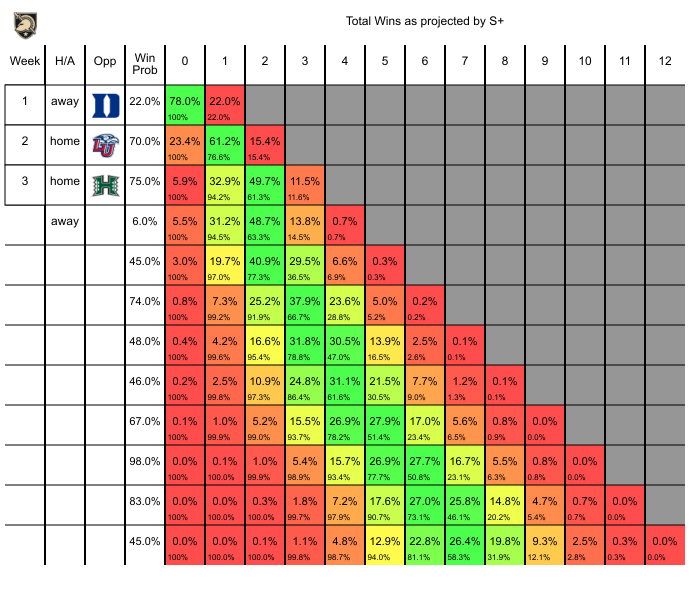 Total Wins as projected by S+
Week H/A Opp Win Prob 0 1 2 3 4 5 6 7 8 9 10 11 12
1 away D 22.0% 78.0% 22.0%
100% 22.0%
2 home LU 70.0% 23.4% 61.2% 15.4%
100% 76.6% 15.4%
3 home H 75.0% 5.9% 32.9% 49.7% 11.5%
100% 94.2% 61.3% 11.6%
away 6.0% 5.5% 31.2% 48.7% 13.8% 0.7%
100% 94.5% 63.3% 14.5% 0.7%
45.0% 3.0% 19.7% 40.9% 29.5% 6.6% 0.3%
100% 97.0% 77.3% 36.5% 6.9% 0.3%
74.0% 0.8% 7.3% 25.2% 37.9% 23.6% 5.0% 0.2%
100% 99.2% 91.9% 66.7% 28.8% 5.2% 0.2%
48.0% 0.4% 4.2% 16.6% 31.8% 30.5% 13.9% 2.5% 0.1%
100% 99.6% 95.4% 78.8% 47.0% 16.5% 2.6% 0.1%
46.0% 0.2% 2.5% 10.9% 24.8% 31.1% 21.5% 7.7% 1.2% 0.1%
100% 99.8% 97.3% 86.4% 61.6% 30.5% 9.0% 1.3% 0.1%
67.0% 0.1% 1.0% 5.2% 15.5% 26.9% 27.9% 17.0% 5.6% 0.8% 0.0%
100% 99.9% 99.0% 93.7% 78.2% 51.4% 23.4% 6.5% 0.9% 0.0%
98.0% 0.0% 0.1% 1.0% 5.4% 15.7% 26.9% 27.7% 16.7% 5.5% 0.8% 0.0%
100% 100.0% 99.9% 98.9% 93.4% 77.7% 50.8% 23.1% 6.3% 0.8% 0.0%
83.0% 0.0% 0.0% 0.3% 1.8% 7.2% 17.6% 27.0% 25.8% 14.8% 4.7% 0.7% 0.0%
100% 100.0% 100.0% 99.7% 97.9% 90.7% 73.1% 46.1% 20.2% 5.4% 0.7% 0.0%
45.0% 0.0% 0.0% 0.1% 1.1% 4.8% 12.9% 22.8% 26.4% 19.8% 9.3% 2.5% 0.3% 0.0%
100% 100.0% 100.0% 99.8% 98.7% 94.0% 81.1% 58.3% 31.9% 12.1% 2.8% 0.3% 0.0%